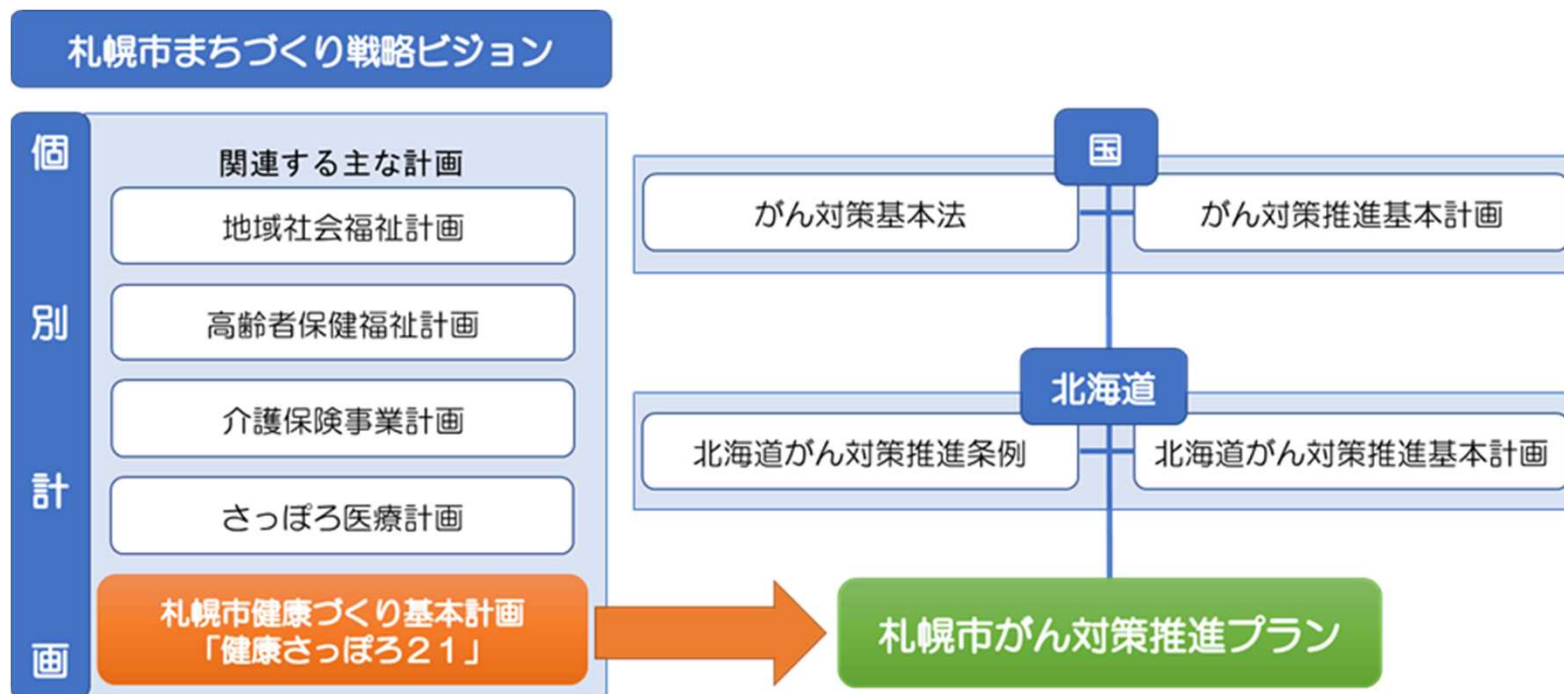 札幌市まちづくり戦略ビジョン
個別計画
関連する主な計画
地域社会福祉計画
高齢者保健福祉計画
介護保険事業計画
さっぽろ医療計画
札幌市健康づくり基本計画
「健康さっぽろ２１」
国
がん対策基本法
がん対策推進基本計画
北海道
北海道がん対策推進条例
北海道がん対策推進基本計画
札幌市がん対策推進プラン